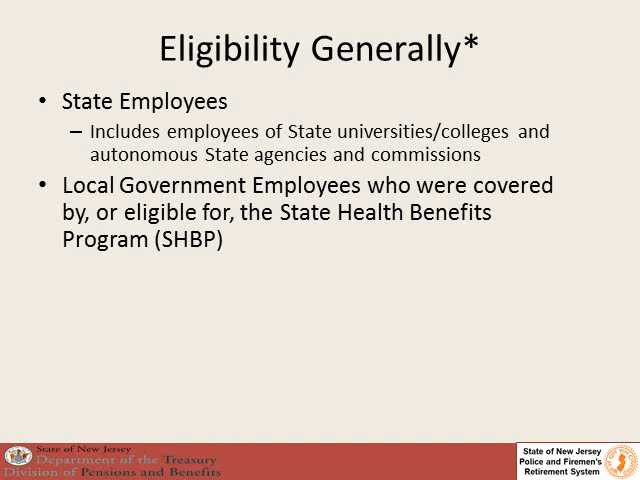 Eligibility Generally*
• State Employees
– Includes employees of State universities/colleges and
autonomous State agencies and commissions
• Local Government Employees who were covered
by, or eligible for, the State Health Benefits
Program (SHBP)
State of New Jersey
Department of the Treasury
Division of Pensions and Benefits
State of New Jersey
Police and Firemen's
Retirement System